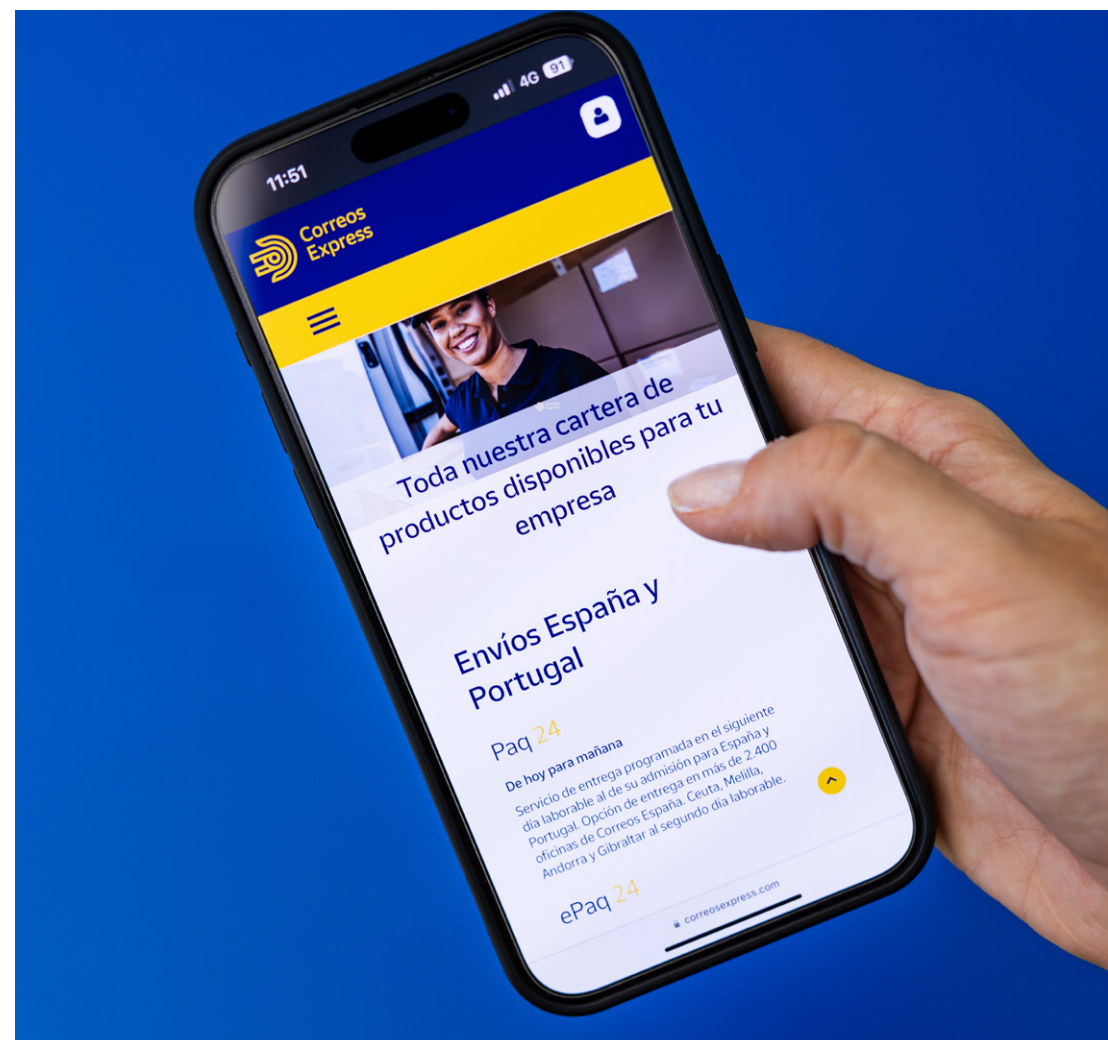 11:51
4G 91
Correos
Express
Toda nuestra cartera de
productos disponibles para tu
empresa
Envíos España y
Portugal
Paq 24
De hoy para mañana
Servicio de entrega programada en el siguiente
día laborable al de su admisión para España y
Portugal. Opción de entrega en más de 2.400
oficinas de Correos España. Ceuta, Melilla,
Andorra y Gibraltar al segundo día laborable.
ePaq 24
correosexpress.com